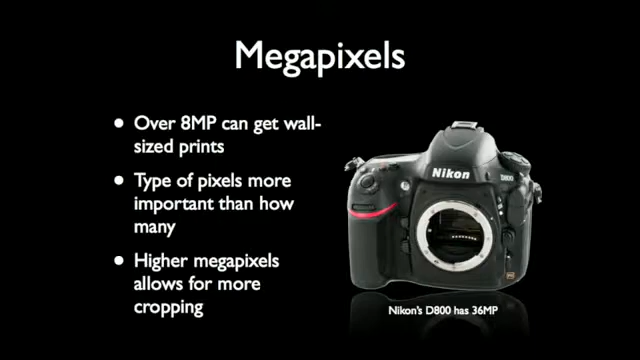 Megapixels
Over 8MP can get wall-
sized prints
Type of pixels more
important than how
many
Higher megapixels
allows for more
cropping
Nikon
D800
Nikon's D800 has 36MP